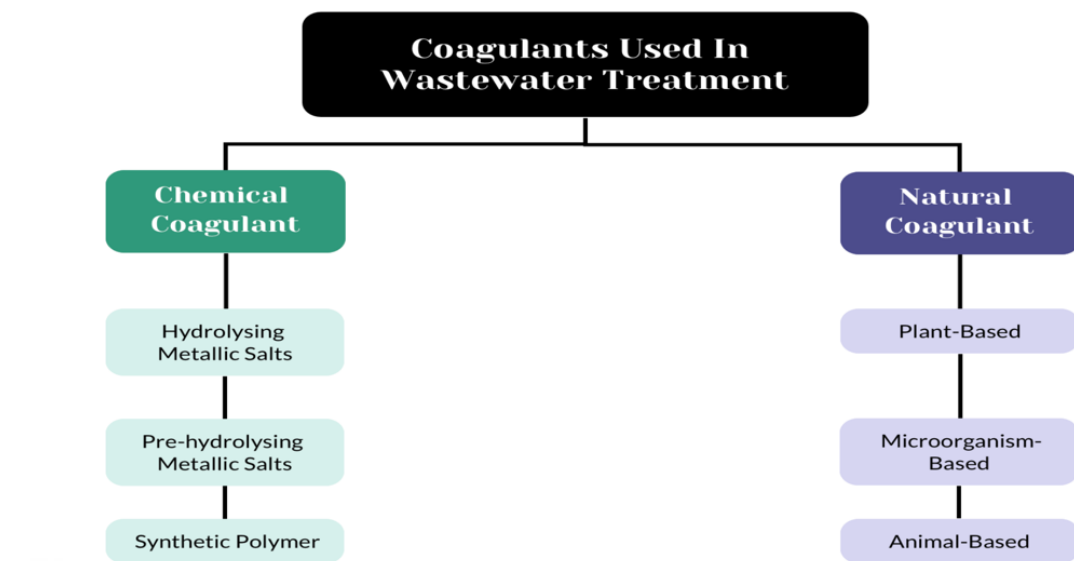 Coagulants Used In
Wastewater Treatment
Chemical
Coagulant
Natural
Coagulant
Hydrolysing
Metallic Salts
Plant-Based
Pre-hydrolysing
Metallic Salts
Microorganism-
Based
Synthetic Polymer
Animal-Based